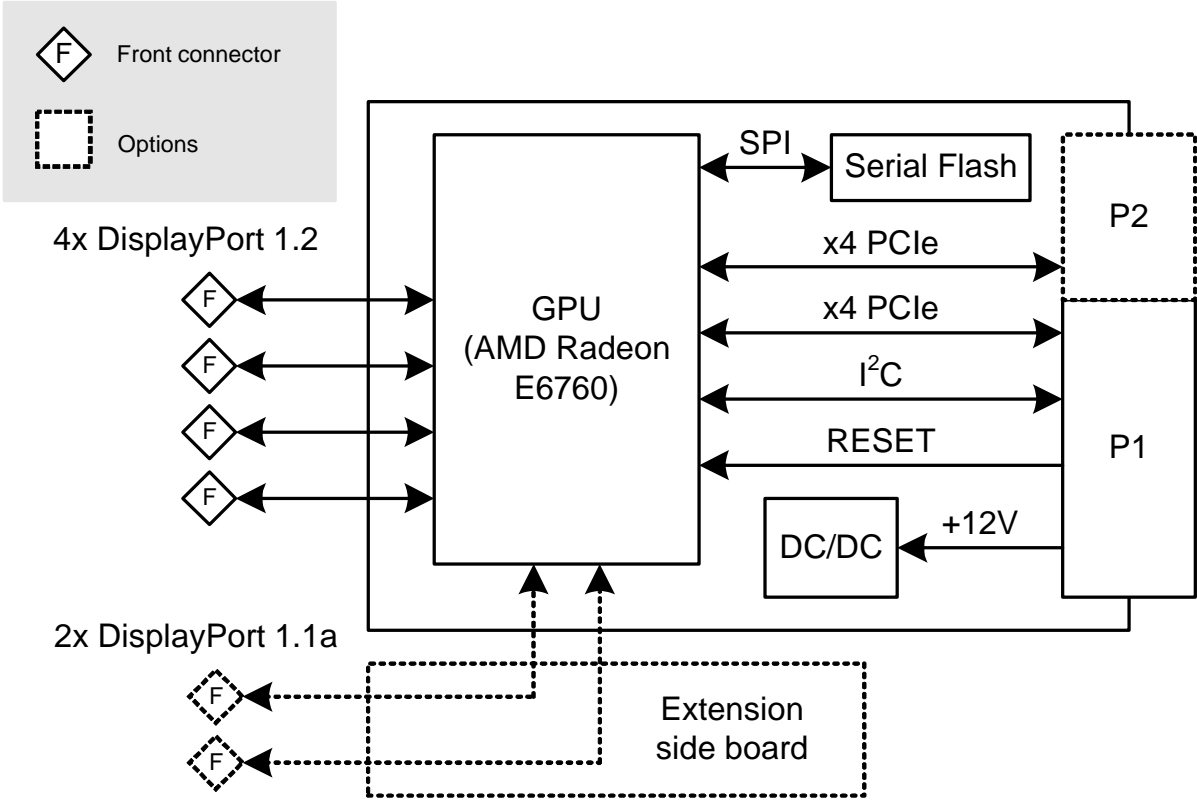 F
Front connector
Options
4x DisplayPort 1.2
F
F
F
F
GPU
(AMD Radeon
E6760)
SPI
Serial Flash
x4 PCIe
P2
x4 PCIe
I²C
RESET
P1
DC/DC
+12V
2x DisplayPort 1.1a
F
F
Extension
side board